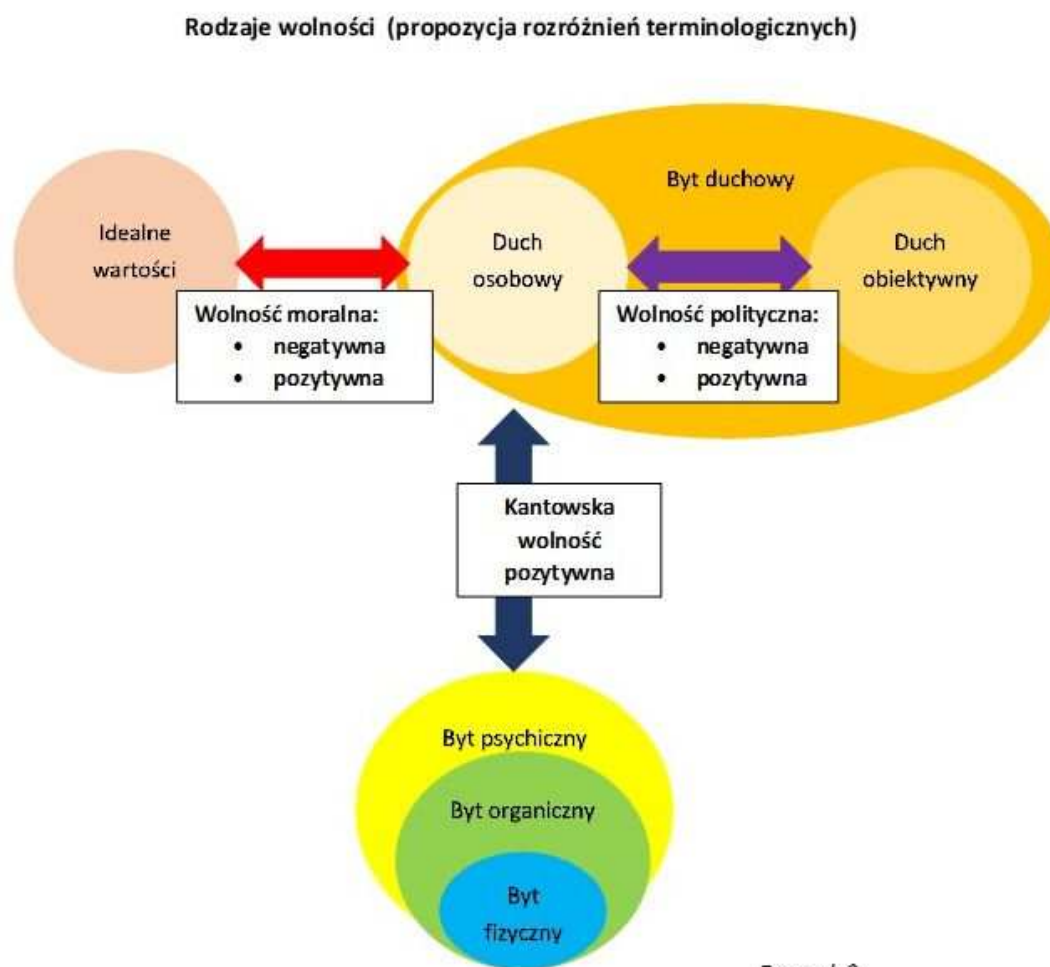 Rodzaje wolności (propozycja rozróżnień terminologicznych)
Byt duchowy
Idealne
wartości
Duch
osobowy
Duch
obiektywny
Wolność moralna:
• negatywna
• pozytywna
Wolność polityczna:
• negatywna
• pozytywna
Kantowska
wolność
pozytywna
Byt psychiczny
Byt organiczny
Byt
fizyczny